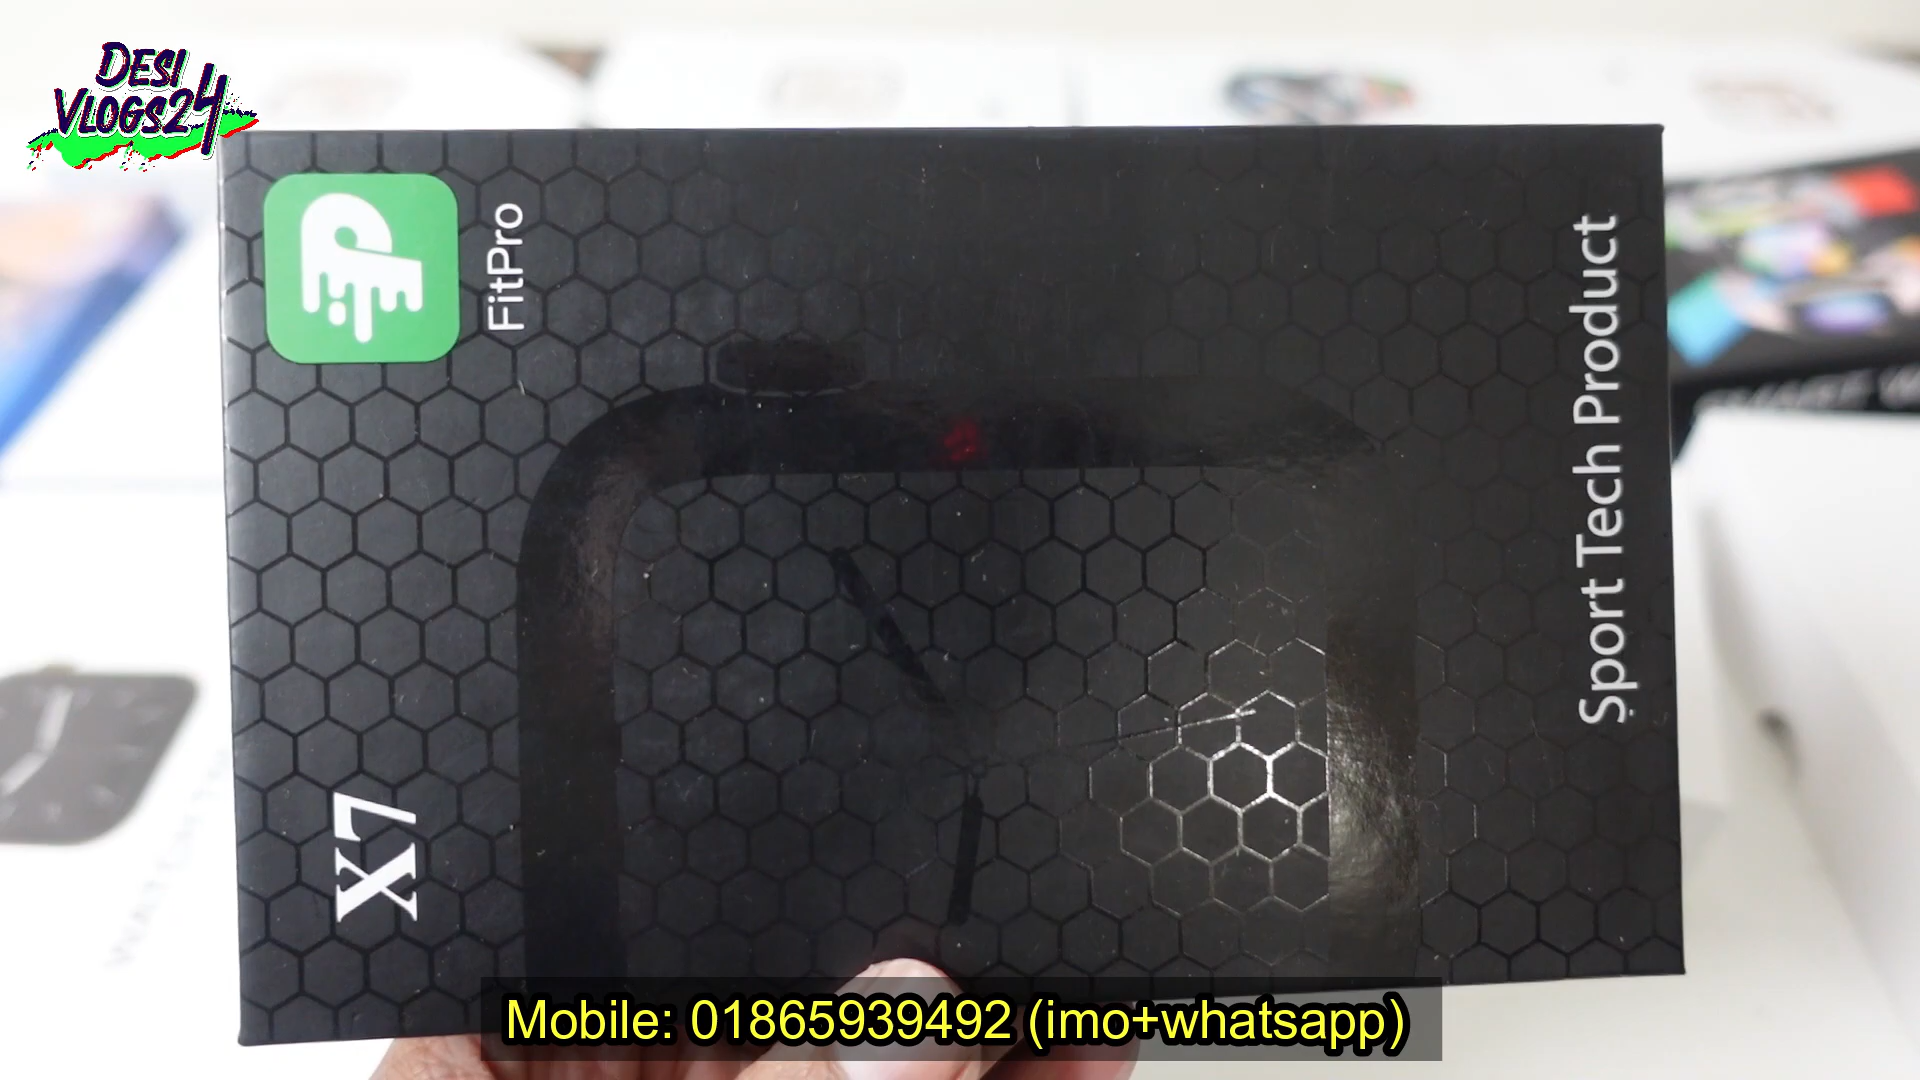 DESI
VLOGS24
FitPro
X7
Sport Tech Product
Mobile: 01865939492 (imo+whatsapp)